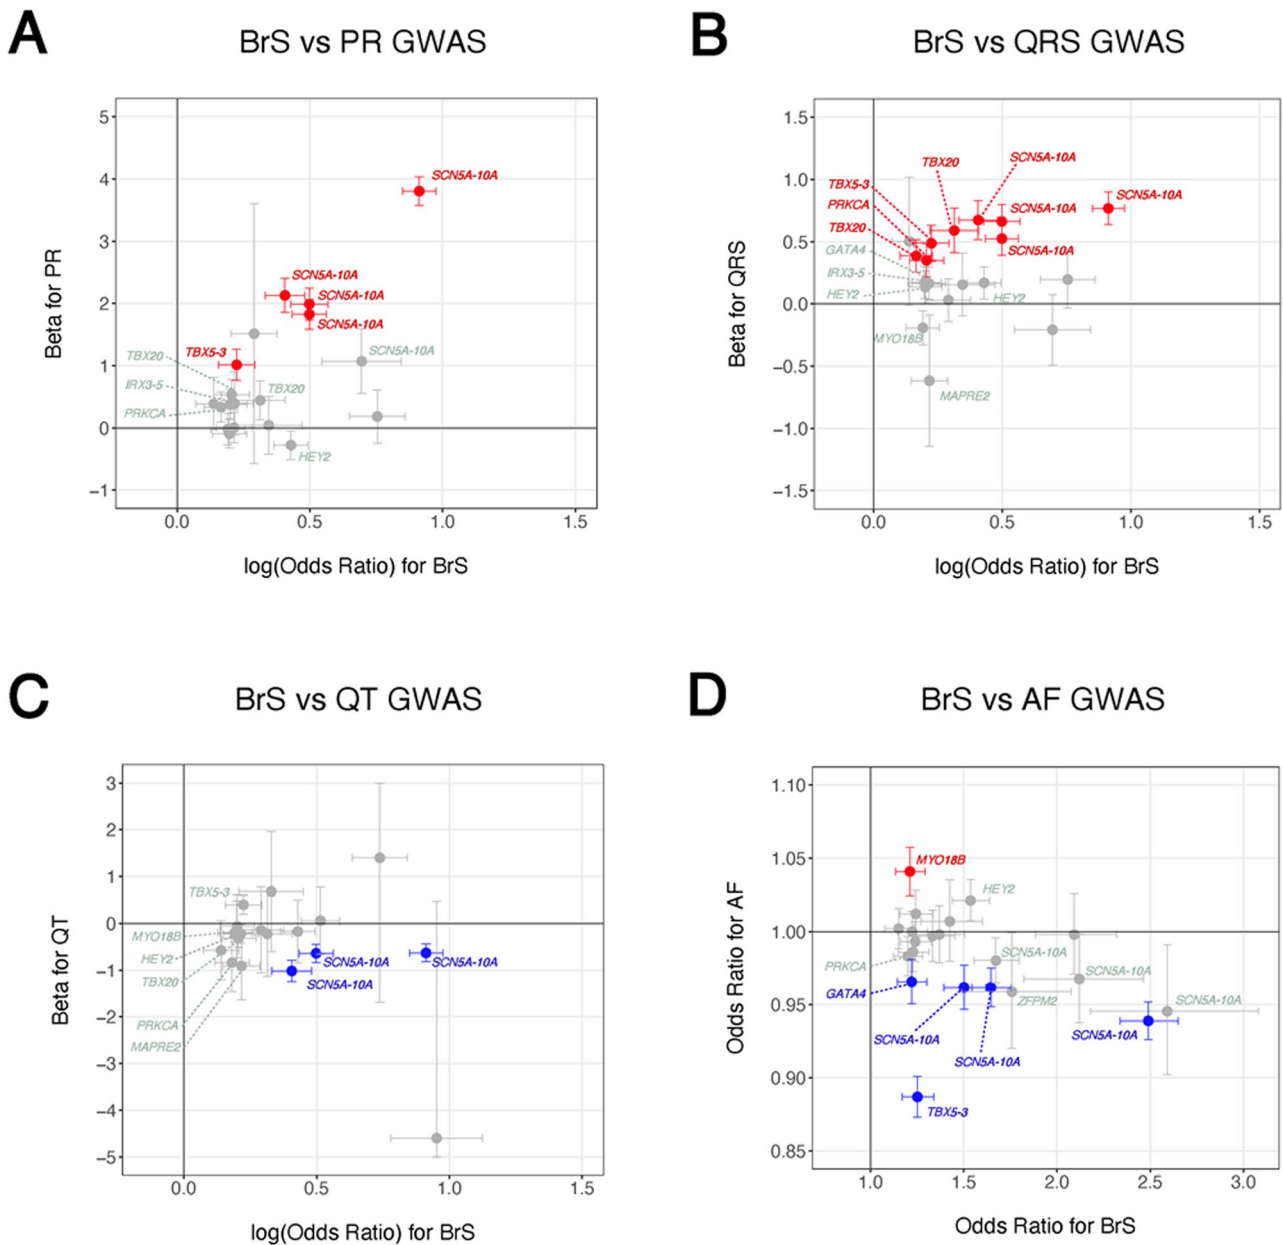 A
BrS vs PR GWAS
5
4
3
2
1
0
−1
Beta for PR
SCN5A-10A
SCN5A-10A
SCN5A-10A
SCN5A-10A
TBX5-3
SCN5A-10A
TBX20
IRX3-5
PRKCA
TBX20
HEY2
0.0 0.5 1.0 1.5
log(Odds Ratio) for BrS
B
BrS vs QRS GWAS
1.5
1.0
0.5
0.0
−0.5
−1.0
−1.5
Beta for QRS
TBX20
SCN5A-10A
TBX5-3
SCN5A-10A
PRKCA
SCN5A-10A
TBX20
SCN5A-10A
GATA4
IRX3-5
HEY2
HEY2
MYO18B
MAPRE2
0.0 0.5 1.0 1.5
log(Odds Ratio) for BrS
C
BrS vs QT GWAS
3
2
1
0
−1
−2
−3
−4
−5
Beta for QT
TBX5-3
MYO18B
HEY2
TBX20
PRKCA
MAPRE2
SCN5A-10A
SCN5A-10A
SCN5A-10A
0.0 0.5 1.0 1.5
log(Odds Ratio) for BrS
D
BrS vs AF GWAS
1.10
1.05
1.00
0.95
0.90
0.85
Odds Ratio for AF
MYO18B
HEY2
PRKCA
SCN5A-10A
GATA4
SCN5A-10A
ZFPM2
SCN5A-10A
SCN5A-10A
SCN5A-10A
SCN5A-10A
TBX5-3
1.0 1.5 2.0 2.5 3.0
Odds Ratio for BrS